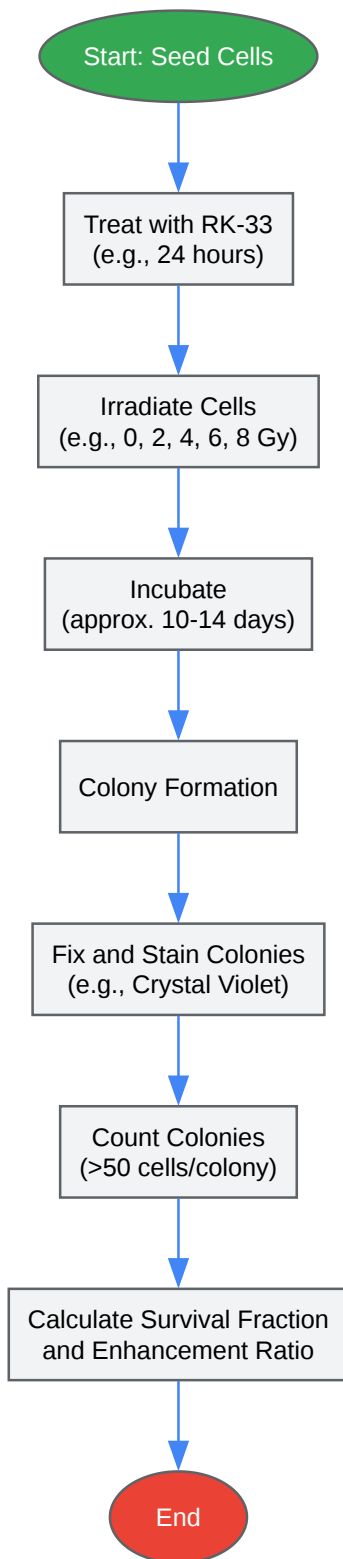 Start: Seed Cells
Treat with RK-33
(e.g., 24 hours)
Irradiate Cells
(e.g., 0, 2, 4, 6, 8 Gy)
Incubate
(approx. 10-14 days)
Colony Formation
Fix and Stain Colonies
(e.g., Crystal Violet)
Count Colonies
(>50 cells/colony)
Calculate Survival Fraction
and Enhancement Ratio
End